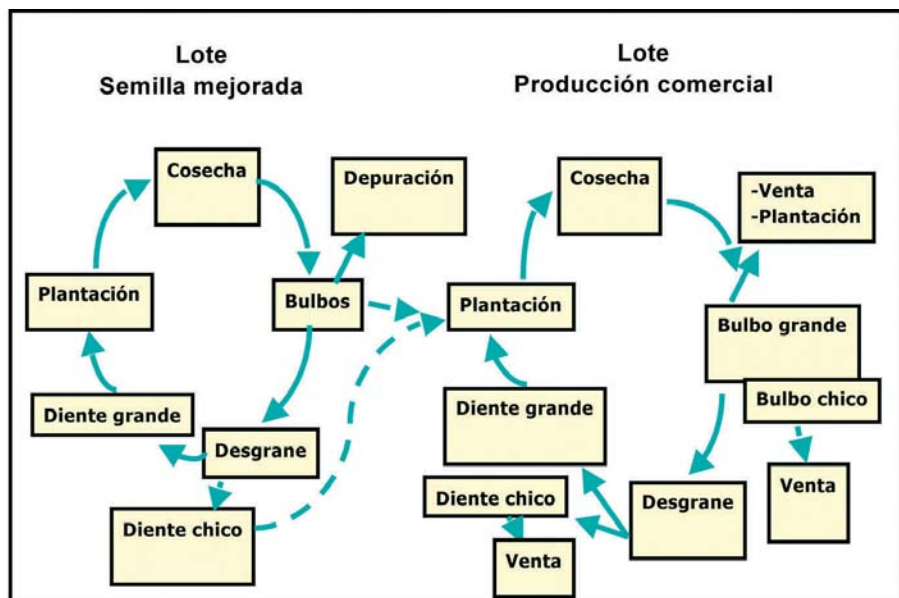 Lote
Semilla mejorada
Cosecha
Depuración
Plantación
Bulbos
Diente grande
Desgrane
Diente chico
Lote
Producción comercial
Cosecha
-Venta
-Plantación
Plantación
Bulbo grande
Bulbo chico
Diente grande
Diente chico
Desgrane
Venta
Venta